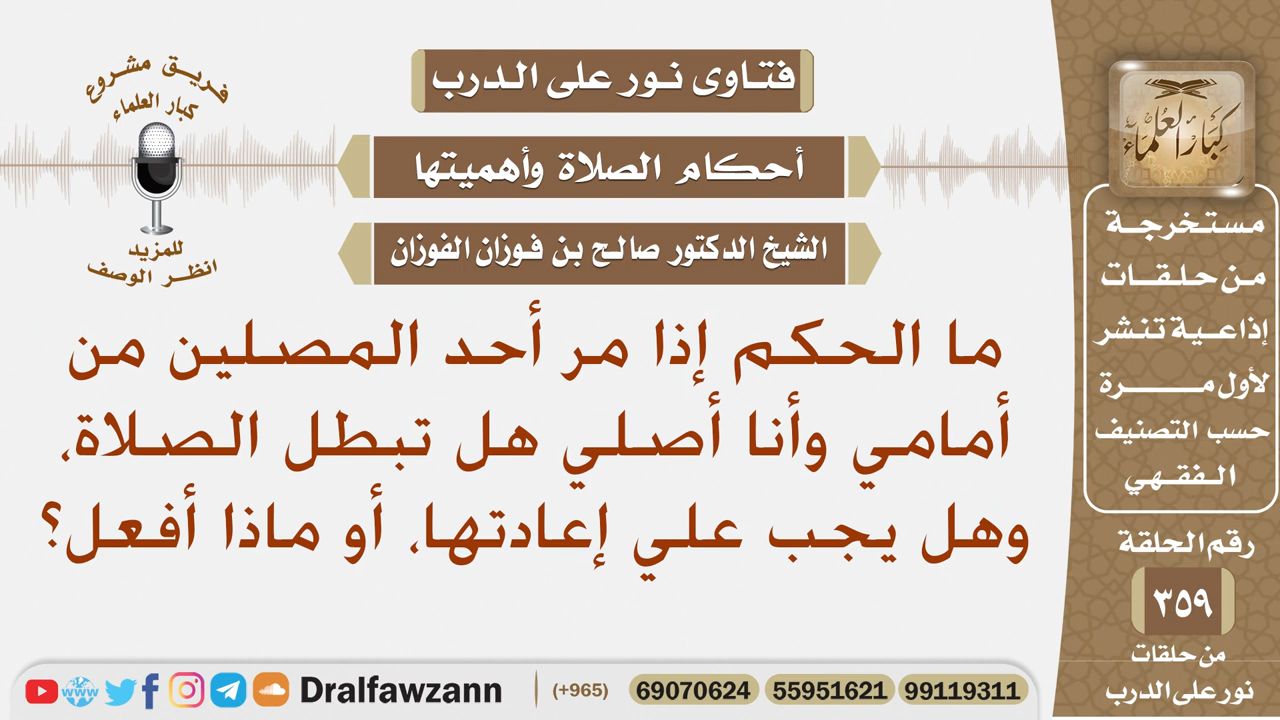 فتاوى نور على الدرب
أحكام الصلاة وأهميتها
الشيخ الدكتور صالح بن فوزان الفوزان
فريق مشروع
كبار العلماء
للمزيد
انظر الوصف
ما الحكم إذا مر أحد المصلين من
أمامي وأنا أصلي هل تبطل الصلاة،
وهل يجب علي إعادتها، أو ماذا أفعل؟
كبار العلماء
مستخرجة
من حلقات
إذاعية تنشر
لأول مرة
حسب التصنيف
الفقهي
رقم الحلقة
٣٥٩
من حلقات
نور على الدرب
www
Dralfawzann
(+965) 69070624 55951621 99119311